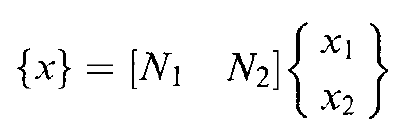 {x} = [N₁ N₂] { x₁ x₂ }